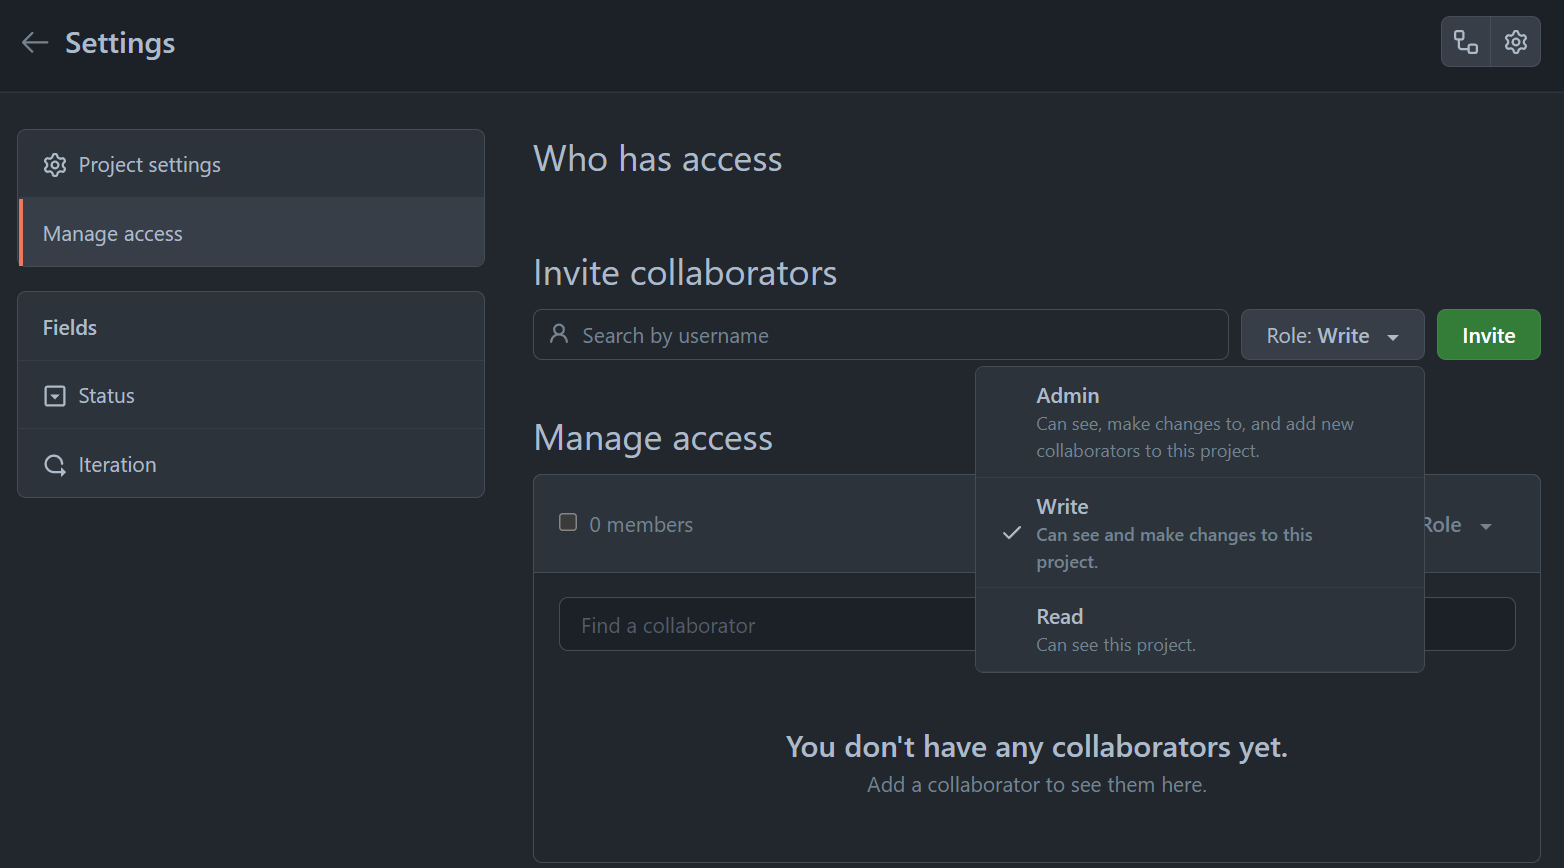 Settings
Project settings
Manage access
Fields
Status
Iteration
Who has access
Invite collaborators
Search by username
Role: Write
Invite
Admin
Can see, make changes to, and add new
collaborators to this project.
Write
Can see and make changes to this
project.
Read
Can see this project.
Manage access
0 members
Role
Find a collaborator
You don't have any collaborators yet.
Add a collaborator to see them here.